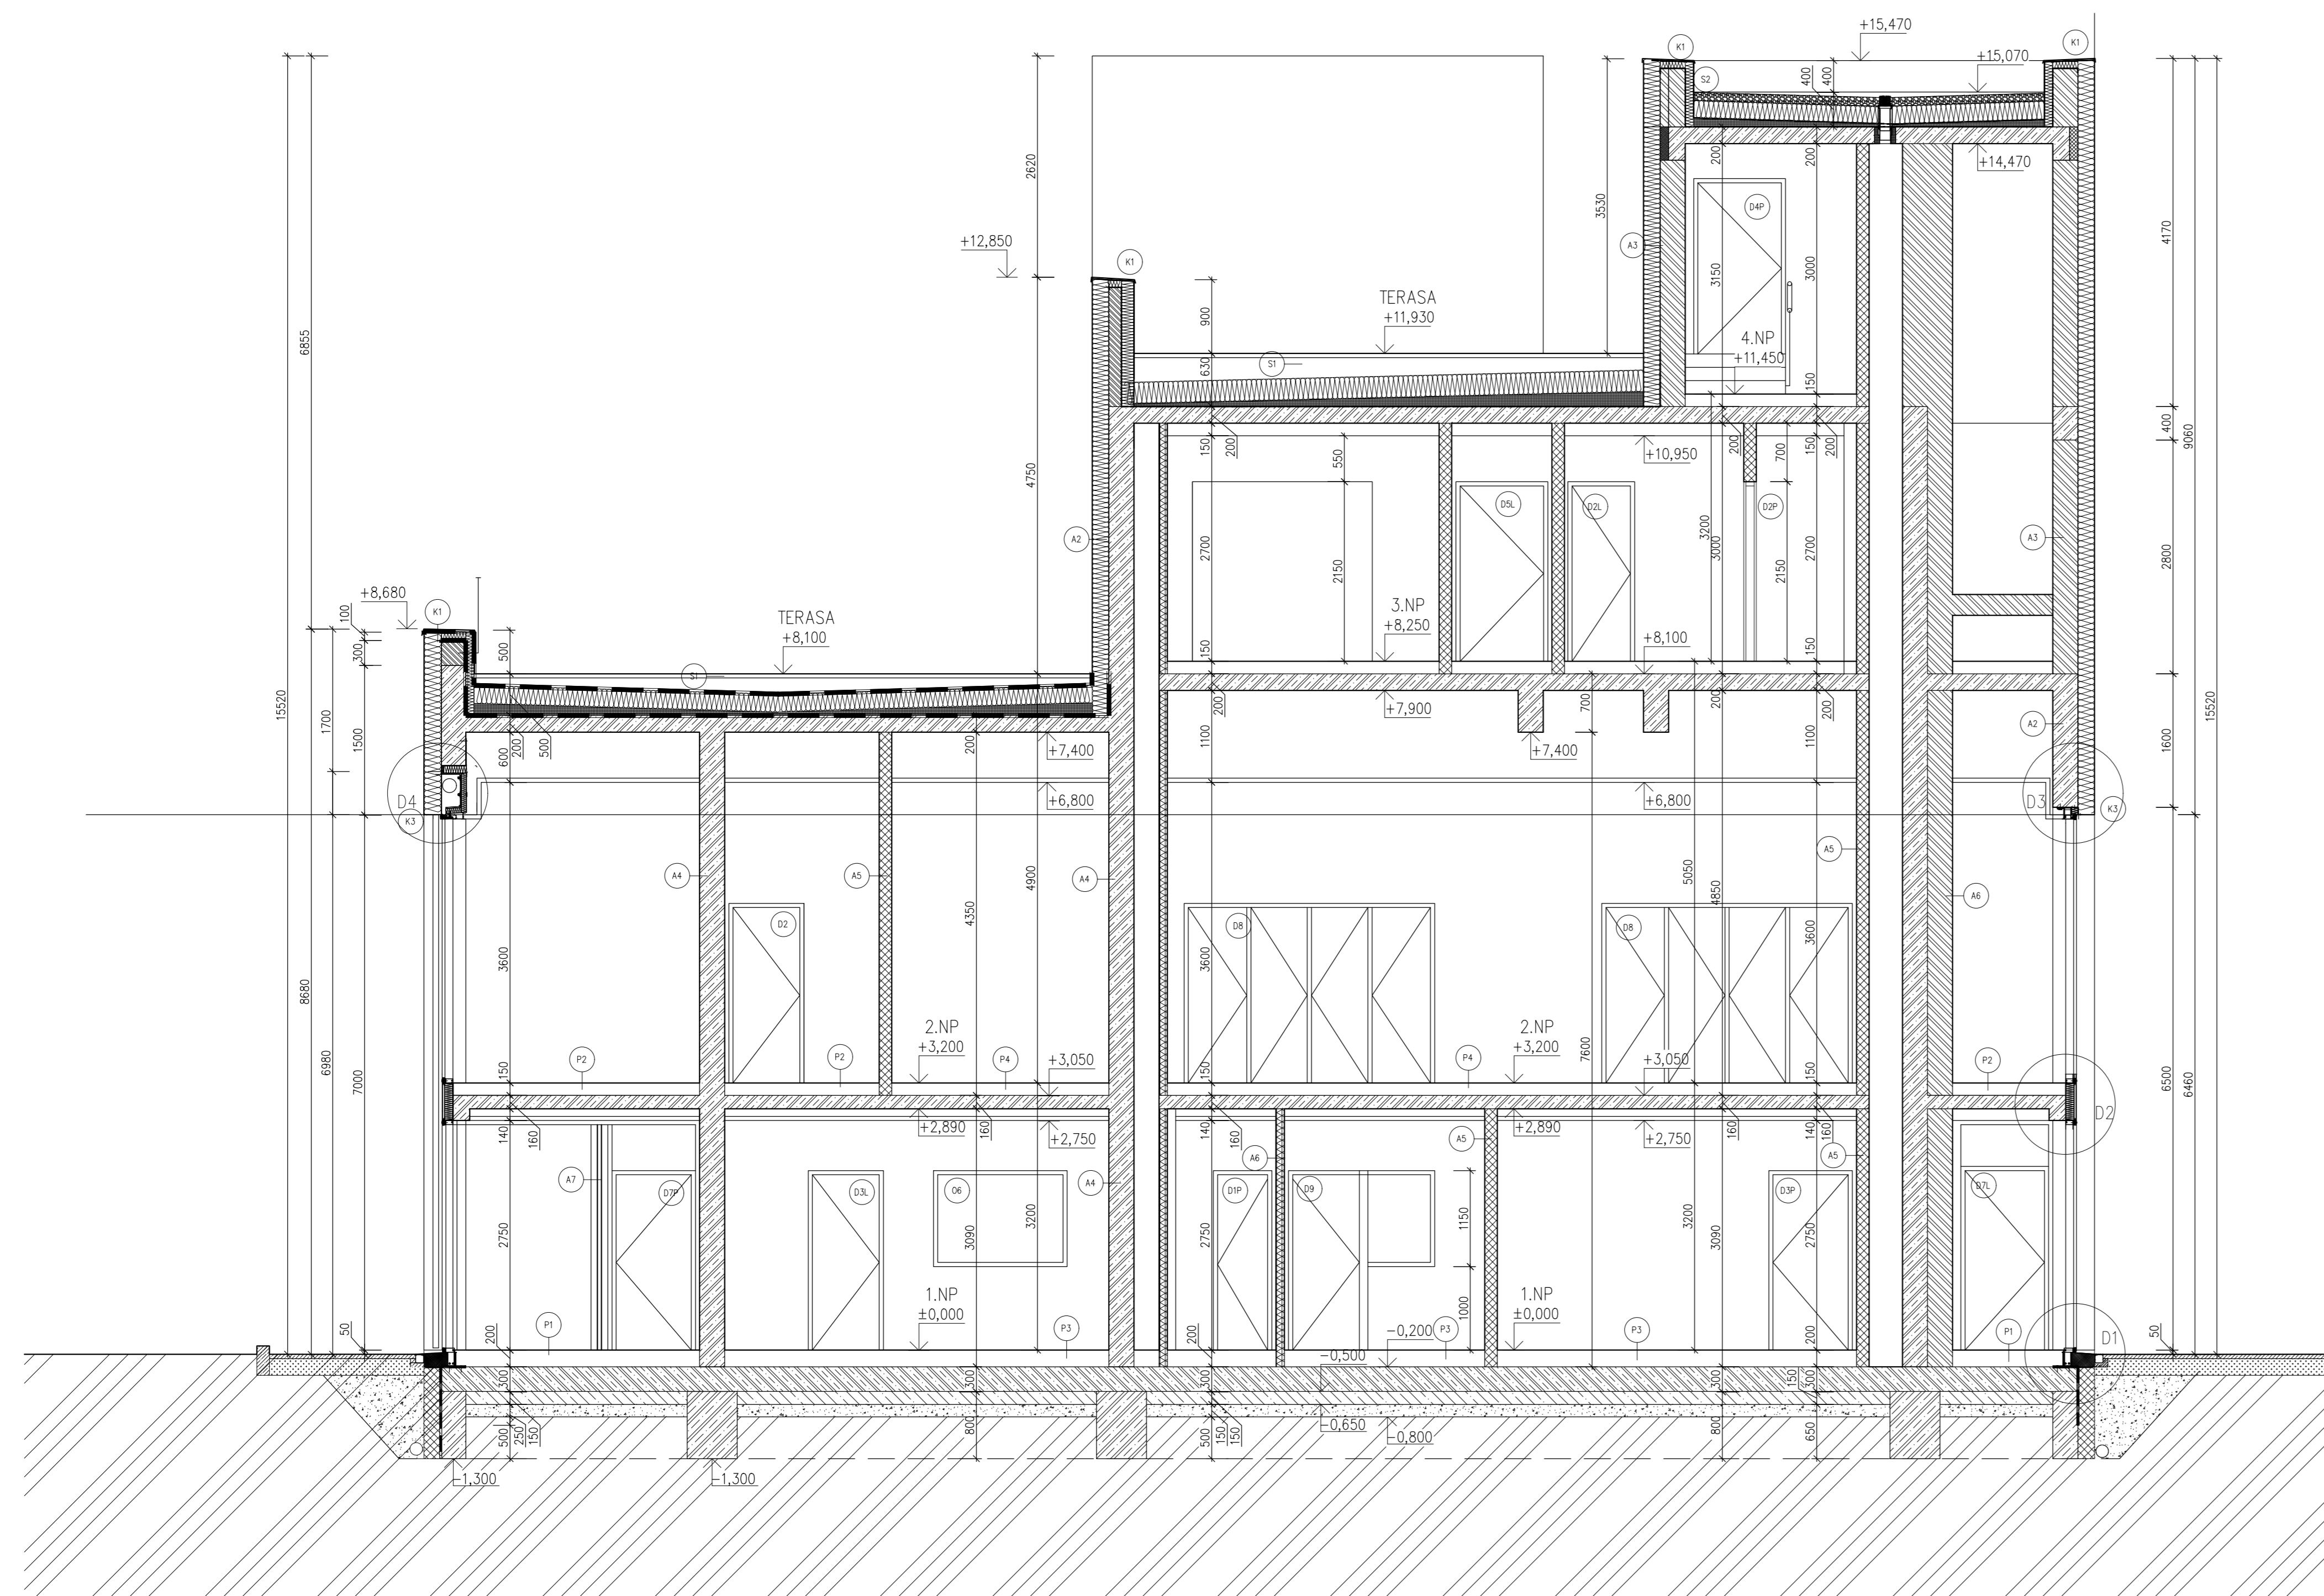 +15,470
K1
K1
+15,070
S2
400
400
200
200
+14,470
2620
3530
4170
D4P
A3
3150
3000
+12,850
K1
TERASA
+11,930
4.NP
+11,450
6855
900
S1
630
150
400
9060
150
200
200
150
200
+10,950
550
700
4750
D5L
D2L
D2P
A2
2700
3200
3000
2700
A3
2800
2150
2150
+8,680
K1
100
300
TERASA
+8,100
3.NP
+8,250
+8,100
500
150
150
S1
15520
15520
1700
1500
+7,900
200
700
200
200
A2
600
200
500
200
+7,400
1100
+7,400
1100
1600
D4
K3
+6,800
+6,800
D3
K3
A4
A5
4900
A4
5050
4850
A5
A6
4350
D2
D8
D8
3600
3600
3600
8680
6980
7000
2.NP
+3,200
2.NP
+3,200
P2
P2
P4
+3,050
P4
+3,050
P2
150
150
7600
150
6500
6460
140
160
+2,890
160
+2,750
140
160
+2,890
+2,750
160
140
160
D2
A5
A6
A5
A7
D7P
D3L
O6
A4
D1P
D9
D3P
D7L
2750
3090
3200
2750
1150
3200
3090
2750
1.NP
±0,000
1.NP
±0,000
1000
50
200
P1
P3
200
-0,200
P3
P3
200
P1
D1
50
-0,500
300
300
300
300
150
300
500
250
150
800
500
150
150
-0,650
-0,800
800
650
-1,300
-1,300